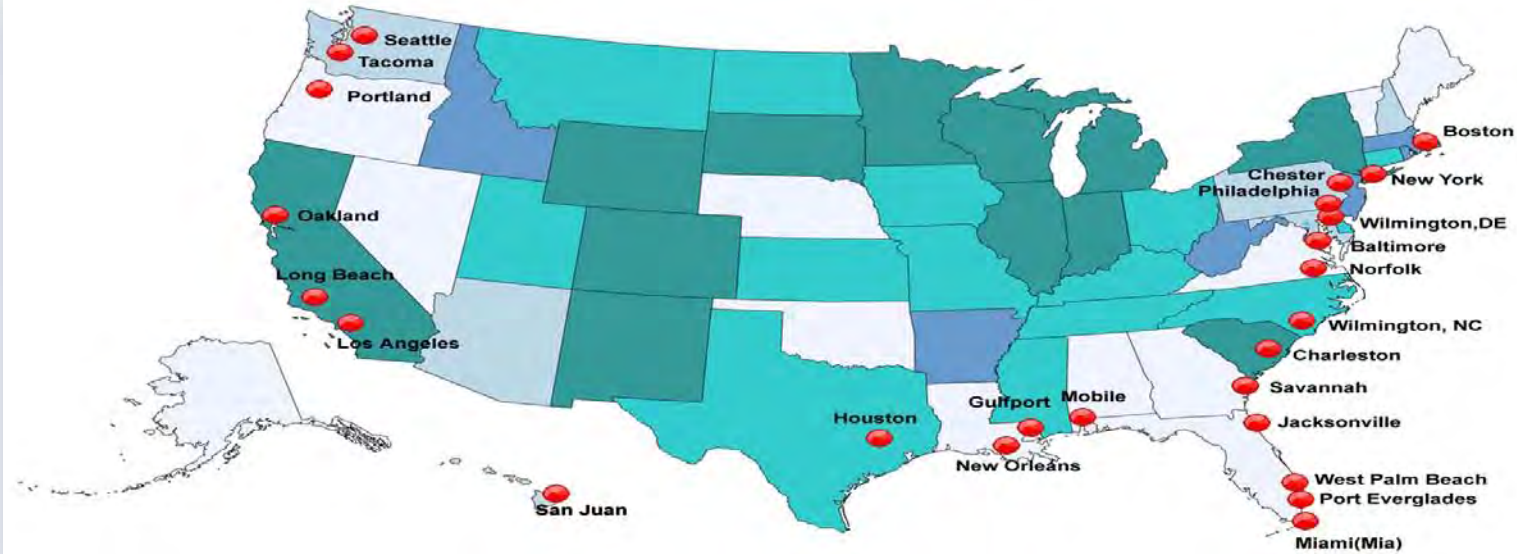 Seattle
Tacoma
Portland
Boston
Chester
New York
Philadelphia
Oakland
Wilmington,DE
Baltimore
Long Beach
Norfolk
Wilmington, NC
Los Angeles
Charleston
Savannah
Gulfport
Mobile
Houston
Jacksonville
New Orleans
West Palm Beach
Port Everglades
San Juan
Miami(Mia)